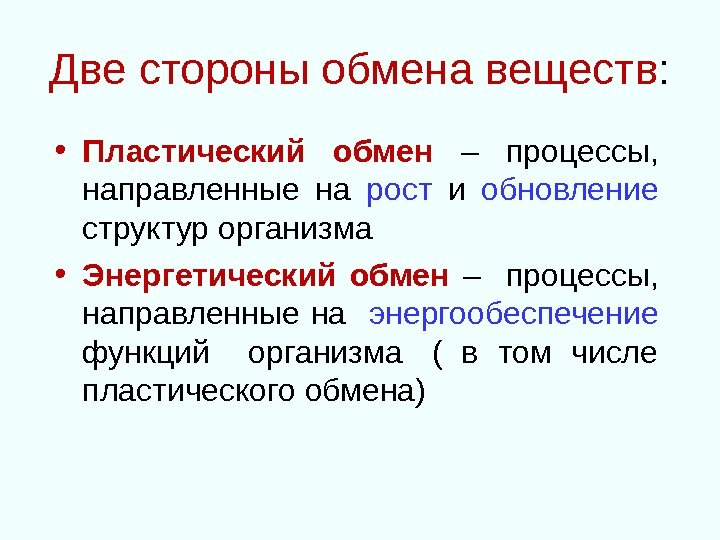 Две стороны обмена веществ:
• Пластический обмен – процессы,
направленные на рост и обновление
структур организма
• Энергетический обмен – процессы,
направленные на энергообеспечение
функций организма ( в том числе
пластического обмена)